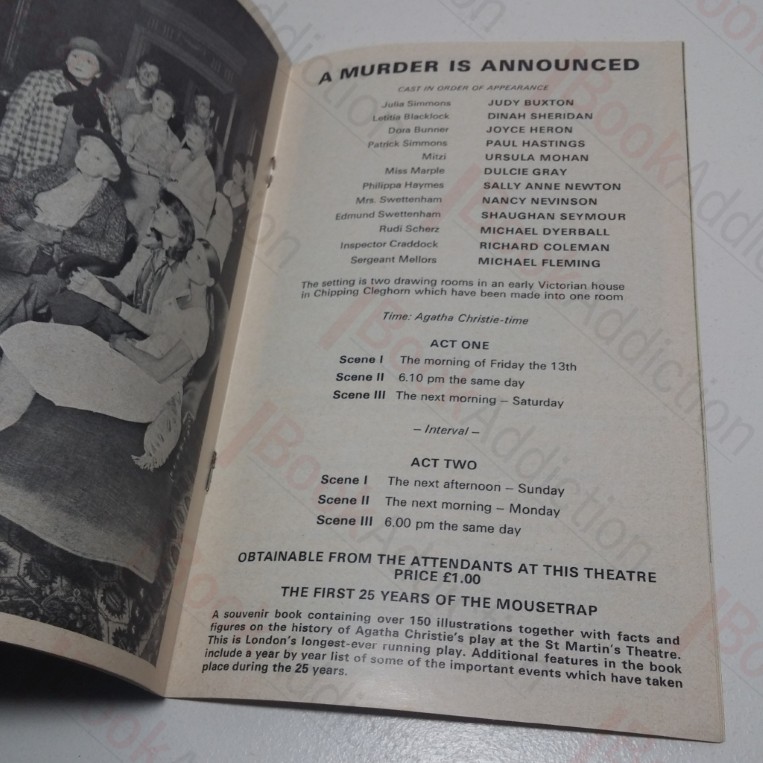 A MURDER IS ANNOUNCED
CAST IN ORDER OF APPEARANCE
Julia Simmons JUDY BUXTON
Letitia Blacklock DINAH SHERIDAN
Dora Bunner JOYCE HERON
Patrick Simmons PAUL HASTINGS
Mitzi URSULA MOHAN
Miss Marple DULCIE GRAY
Philippa Haymes SALLY ANNE NEWTON
Mrs. Swettenham NANCY NEVINSON
Edmund Swettenham SHAUGHAN SEYMOUR
Rudi Scherz MICHAEL DYERBALL
Inspector Craddock RICHARD COLEMAN
Sergeant Mellors MICHAEL FLEMING
The setting is two drawing rooms in an early Victorian house
in Chipping Cleghorn which have been made into one room
Time: Agatha Christie-time
ACT ONE
Scene I The morning of Friday the 13th
Scene II 6.10 pm the same day
Scene III The next morning – Saturday
– Interval –
ACT TWO
Scene I The next afternoon – Sunday
Scene II The next morning – Monday
Scene III 6.00 pm the same day
OBTAINABLE FROM THE ATTENDANTS AT THIS THEATRE
PRICE £1.00
THE FIRST 25 YEARS OF THE MOUSETRAP
A souvenir book containing over 150 illustrations together with facts and
figures on the history of Agatha Christie's play at the St Martin's Theatre.
This is London's longest-ever running play. Additional features in the book
include a year by year list of some of the important events which have taken
place during the 25 years.
BookAddiction